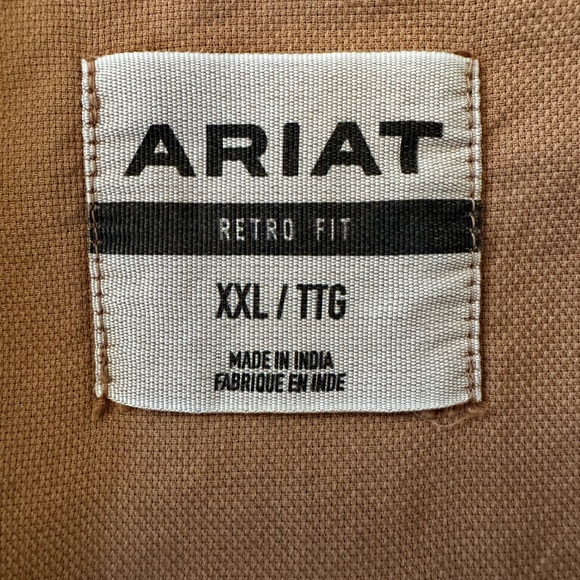 ARIAT
RETRO FIT
XXL / TTG
MADE IN INDIA
FABRIQUE EN INDE